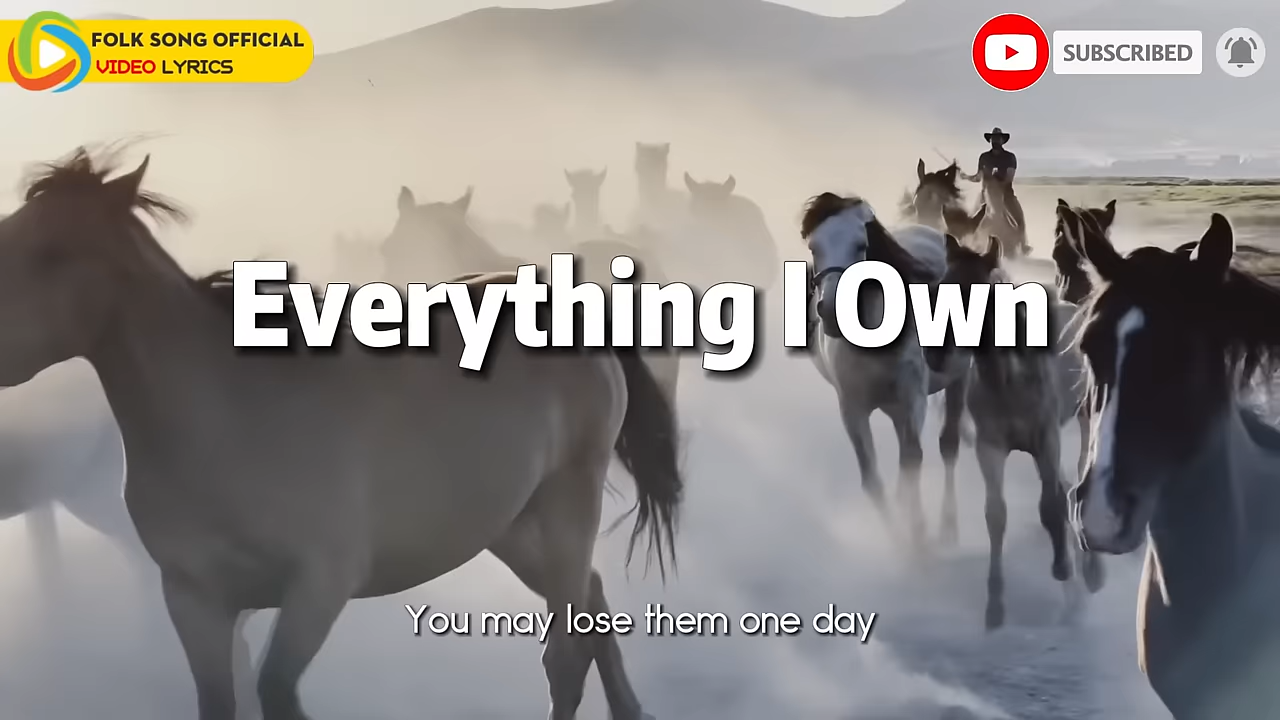 FOLK SONG OFFICIAL
VIDEO LYRICS
SUBSCRIBED
Everything I Own
You may lose them one day